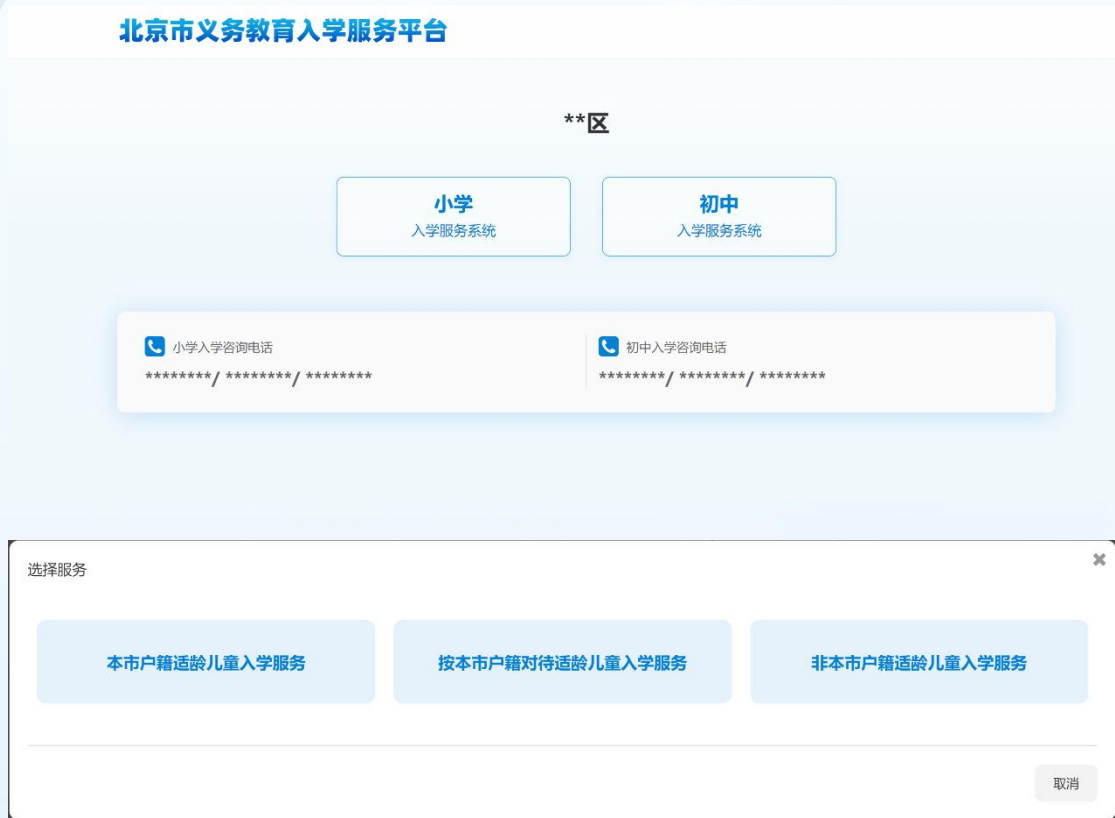 北京市义务教育入学服务平台
**区
小学
入学服务系统
初中
入学服务系统
小学入学咨询电话
********/ ********/ ********
初中入学咨询电话
********/ ********/ ********
选择服务
本市户籍适龄儿童入学服务
按本市户籍对待适龄儿童入学服务
非本市户籍适龄儿童入学服务
取消